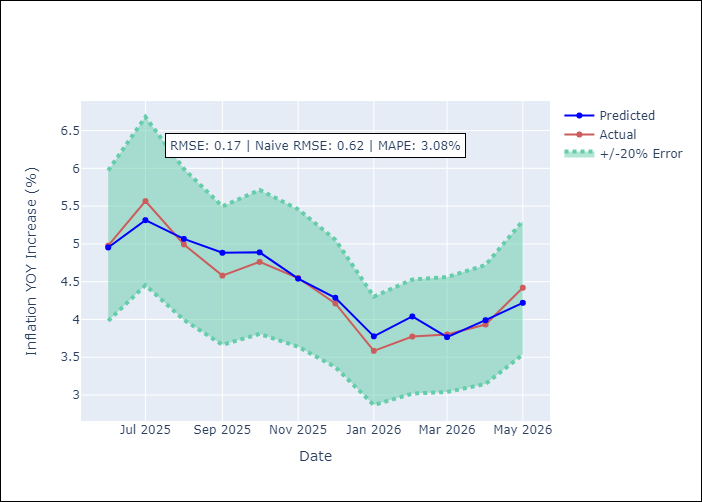 RMSE: 0.17 | Naive RMSE: 0.62 | MAPE: 3.08%
Predicted
Actual
+/-20% Error
Inflation YOY Increase (%)
6.5
6
5.5
5
4.5
4
3.5
3
Jul 2025
Sep 2025
Nov 2025
Jan 2026
Mar 2026
May 2026
Date